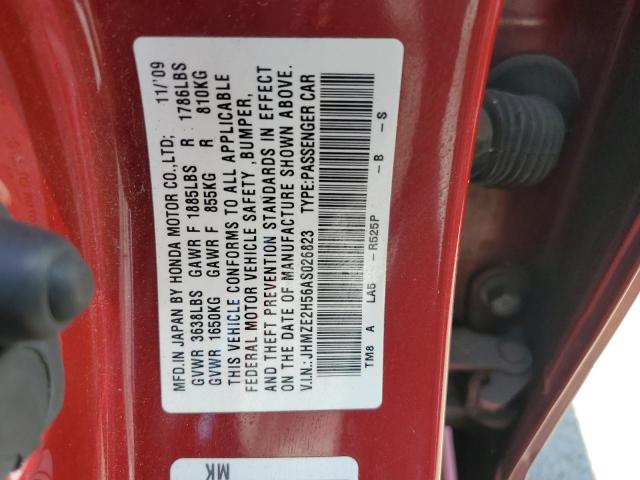 MFD.IN JAPAN BY HONDA MOTOR CO.,LTD; 11/'09
GVWR 3638LBS GAWR F 1885LBS R 1786LBS
GVWR 1650KG GAWR F 855KG R 810KG
THIS VEHICLE CONFORMS TO ALL APPLICABLE
FEDERAL MOTOR VEHICLE SAFETY ,BUMPER,
AND THEFT PREVENTION STANDARDS IN EFFECT
ON THE DATE OF MANUFACTURE SHOWN ABOVE.
V.I.N.:JHMZE2H56AS026823 TYPE:PASSENGER CAR
TM8 A LA5 - R525P - B - S
MK